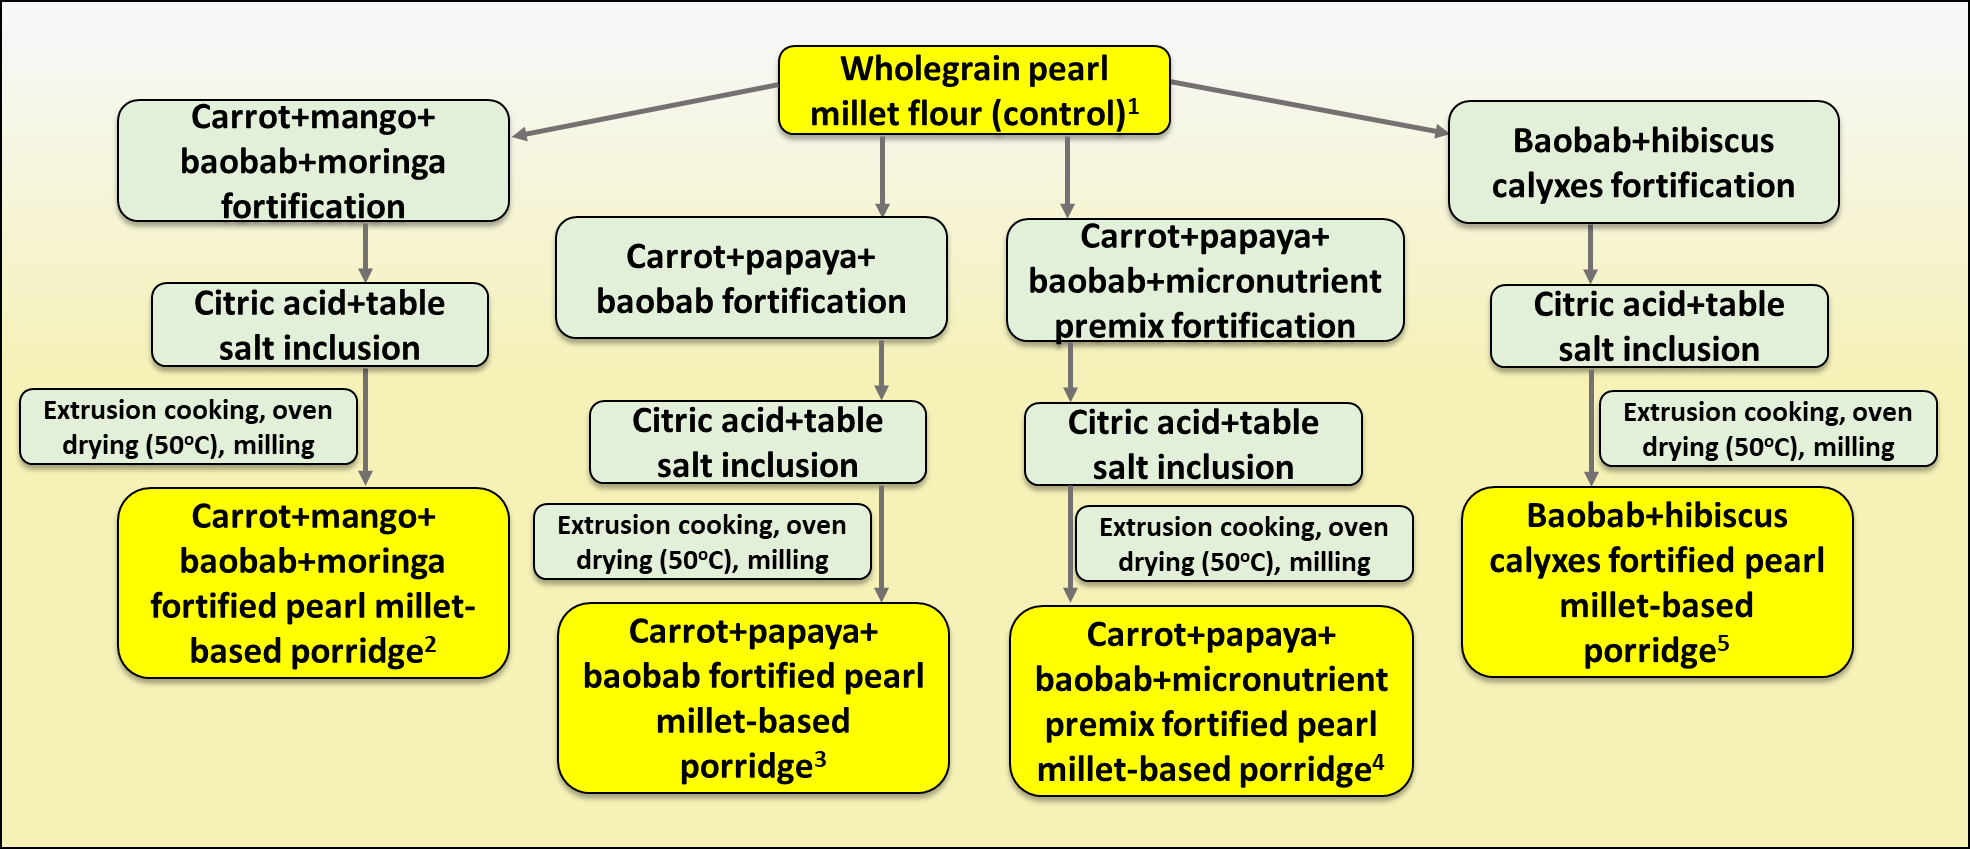 Wholegrain pearl
millet flour (control)¹
Carrot+mango+
baobab+moringa
fortification
Citric acid+table
salt inclusion
Extrusion cooking, oven
drying (50°C), milling
Carrot+mango+
baobab+moringa
fortified pearl millet-
based porridge²
Carrot+papaya+
baobab fortification
Citric acid+table
salt inclusion
Extrusion cooking, oven
drying (50°C), milling
Carrot+papaya+
baobab fortified pearl
millet-based
porridge³
Carrot+papaya+
baobab+micronutrient
premix fortification
Citric acid+table
salt inclusion
Extrusion cooking, oven
drying (50°C), milling
Carrot+papaya+
baobab+micronutrient
premix fortified pearl
millet-based porridge⁴
Baobab+hibiscus
calyxes fortification
Citric acid+table
salt inclusion
Extrusion cooking, oven
drying (50°C), milling
Baobab+hibiscus
calyxes fortified pearl
millet-based
porridge⁵